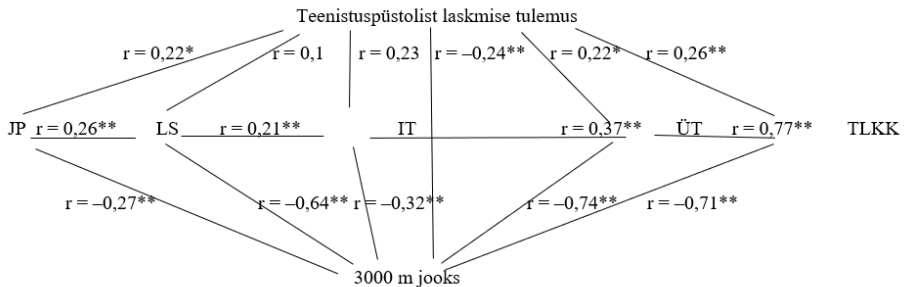 Teenistuspüstolist laskmise tulemus
r = 0,22* r = 0,1 r = 0,23 r = –0,24** r = 0,22* r = 0,26**
JP r = 0,26** LS r = 0,21** IT r = 0,37** ÜT r = 0,77** TLKK
r = –0,27** r = –0,64** r = –0,32** r = –0,74** r = –0,71**
3000 m jooks